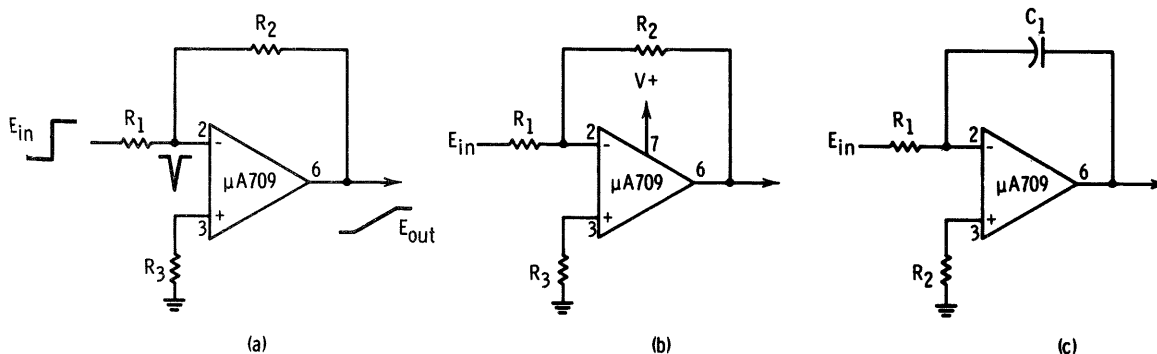 R2
Ein
R1
2
-
μA709
6
+
3
R3
Eout
(a)
R2
V+
Ein
R1
2
-
7
μA709
6
+
3
R3
(b)
C1
Ein
R1
2
-
μA709
6
+
3
R2
(c)